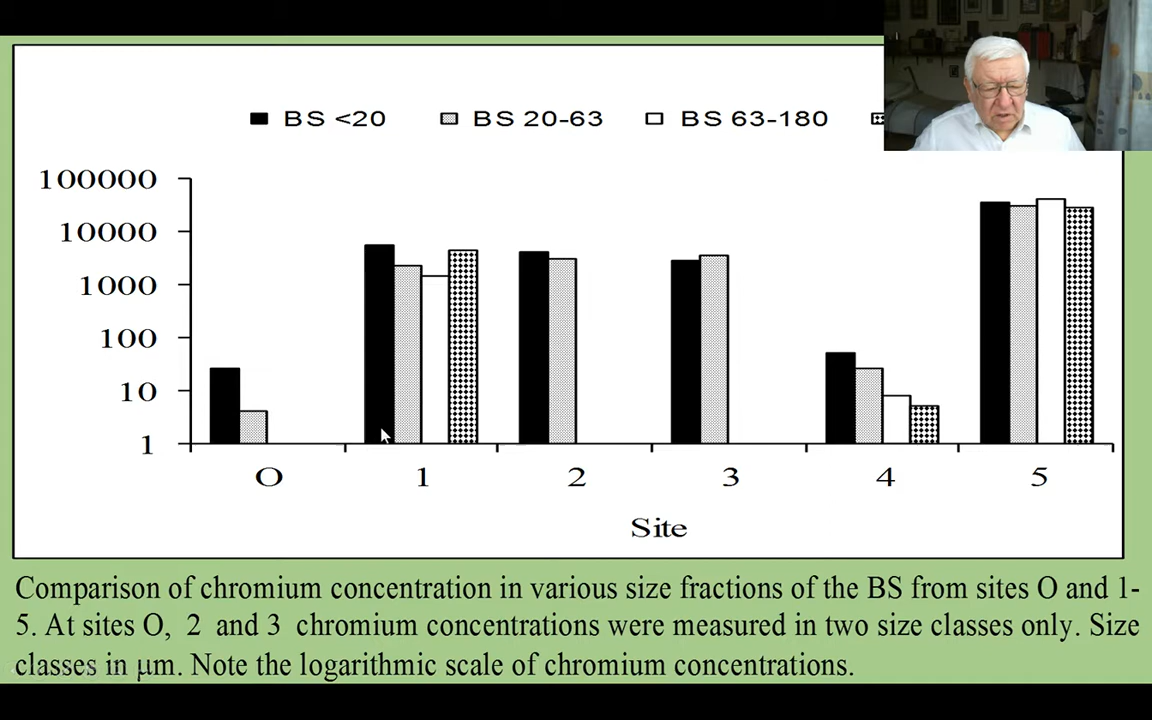 BS <20 BS 20-63 BS 63-180
100000
10000
1000
100
10
1
O 1 2 3 4 5
Site
Comparison of chromium concentration in various size fractions of the BS from sites O and 1-
5. At sites O, 2 and 3 chromium concentrations were measured in two size classes only. Size
classes in µm. Note the logarithmic scale of chromium concentrations.